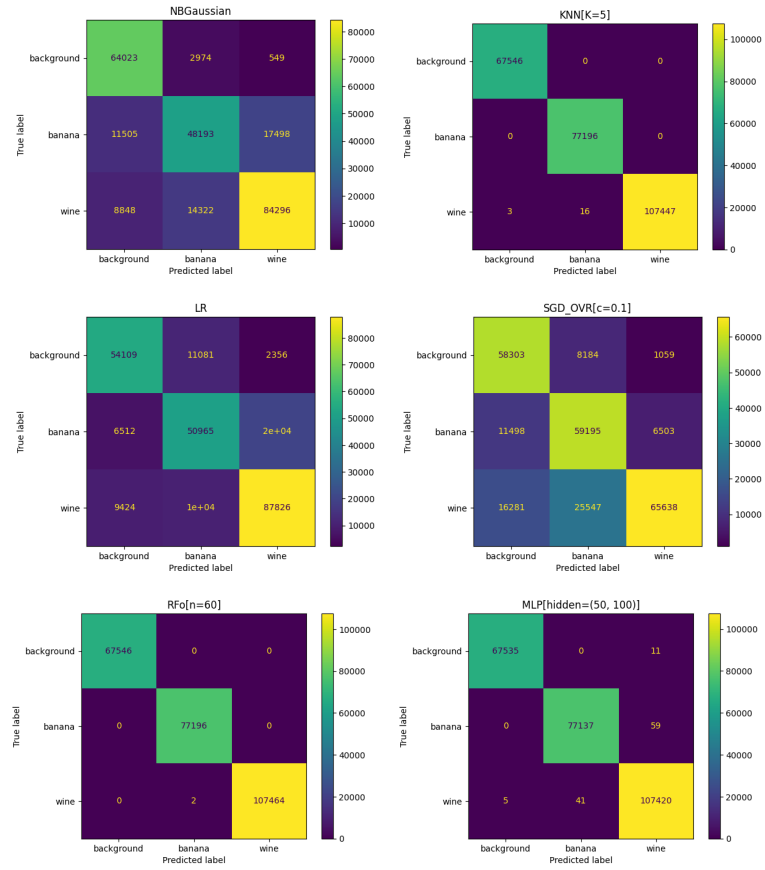 NBGaussian
True label
background 64023 2974 549
banana 11505 48193 17498
wine 8848 14322 84296
background banana wine
Predicted label
80000
70000
60000
50000
40000
30000
20000
10000
KNN[K=5]
True label
background 67546 0 0
banana 0 77196 0
wine 3 16 107447
background banana wine
Predicted label
100000
80000
60000
40000
20000
0
LR
True label
background 54109 11081 2356
banana 6512 50965 2e+04
wine 9424 1e+04 87826
background banana wine
Predicted label
80000
70000
60000
50000
40000
30000
20000
10000
SGD_OVR[c=0.1]
True label
background 58303 8184 1059
banana 11498 59195 6503
wine 16281 25547 65638
background banana wine
Predicted label
60000
50000
40000
30000
20000
10000
RFo[n=60]
True label
background 67546 0 0
banana 0 77196 0
wine 0 2 107464
background banana wine
Predicted label
100000
80000
60000
40000
20000
0
MLP[hidden=(50, 100)]
True label
background 67535 0 11
banana 0 77137 59
wine 5 41 107420
background banana wine
Predicted label
100000
80000
60000
40000
20000
0